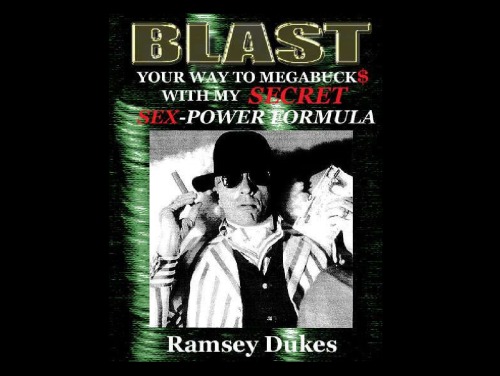 BLAST
YOUR WAY TO MEGABUCK$
WITH MY SECRET
SEX-POWER FORMULA
Ramsey Dukes